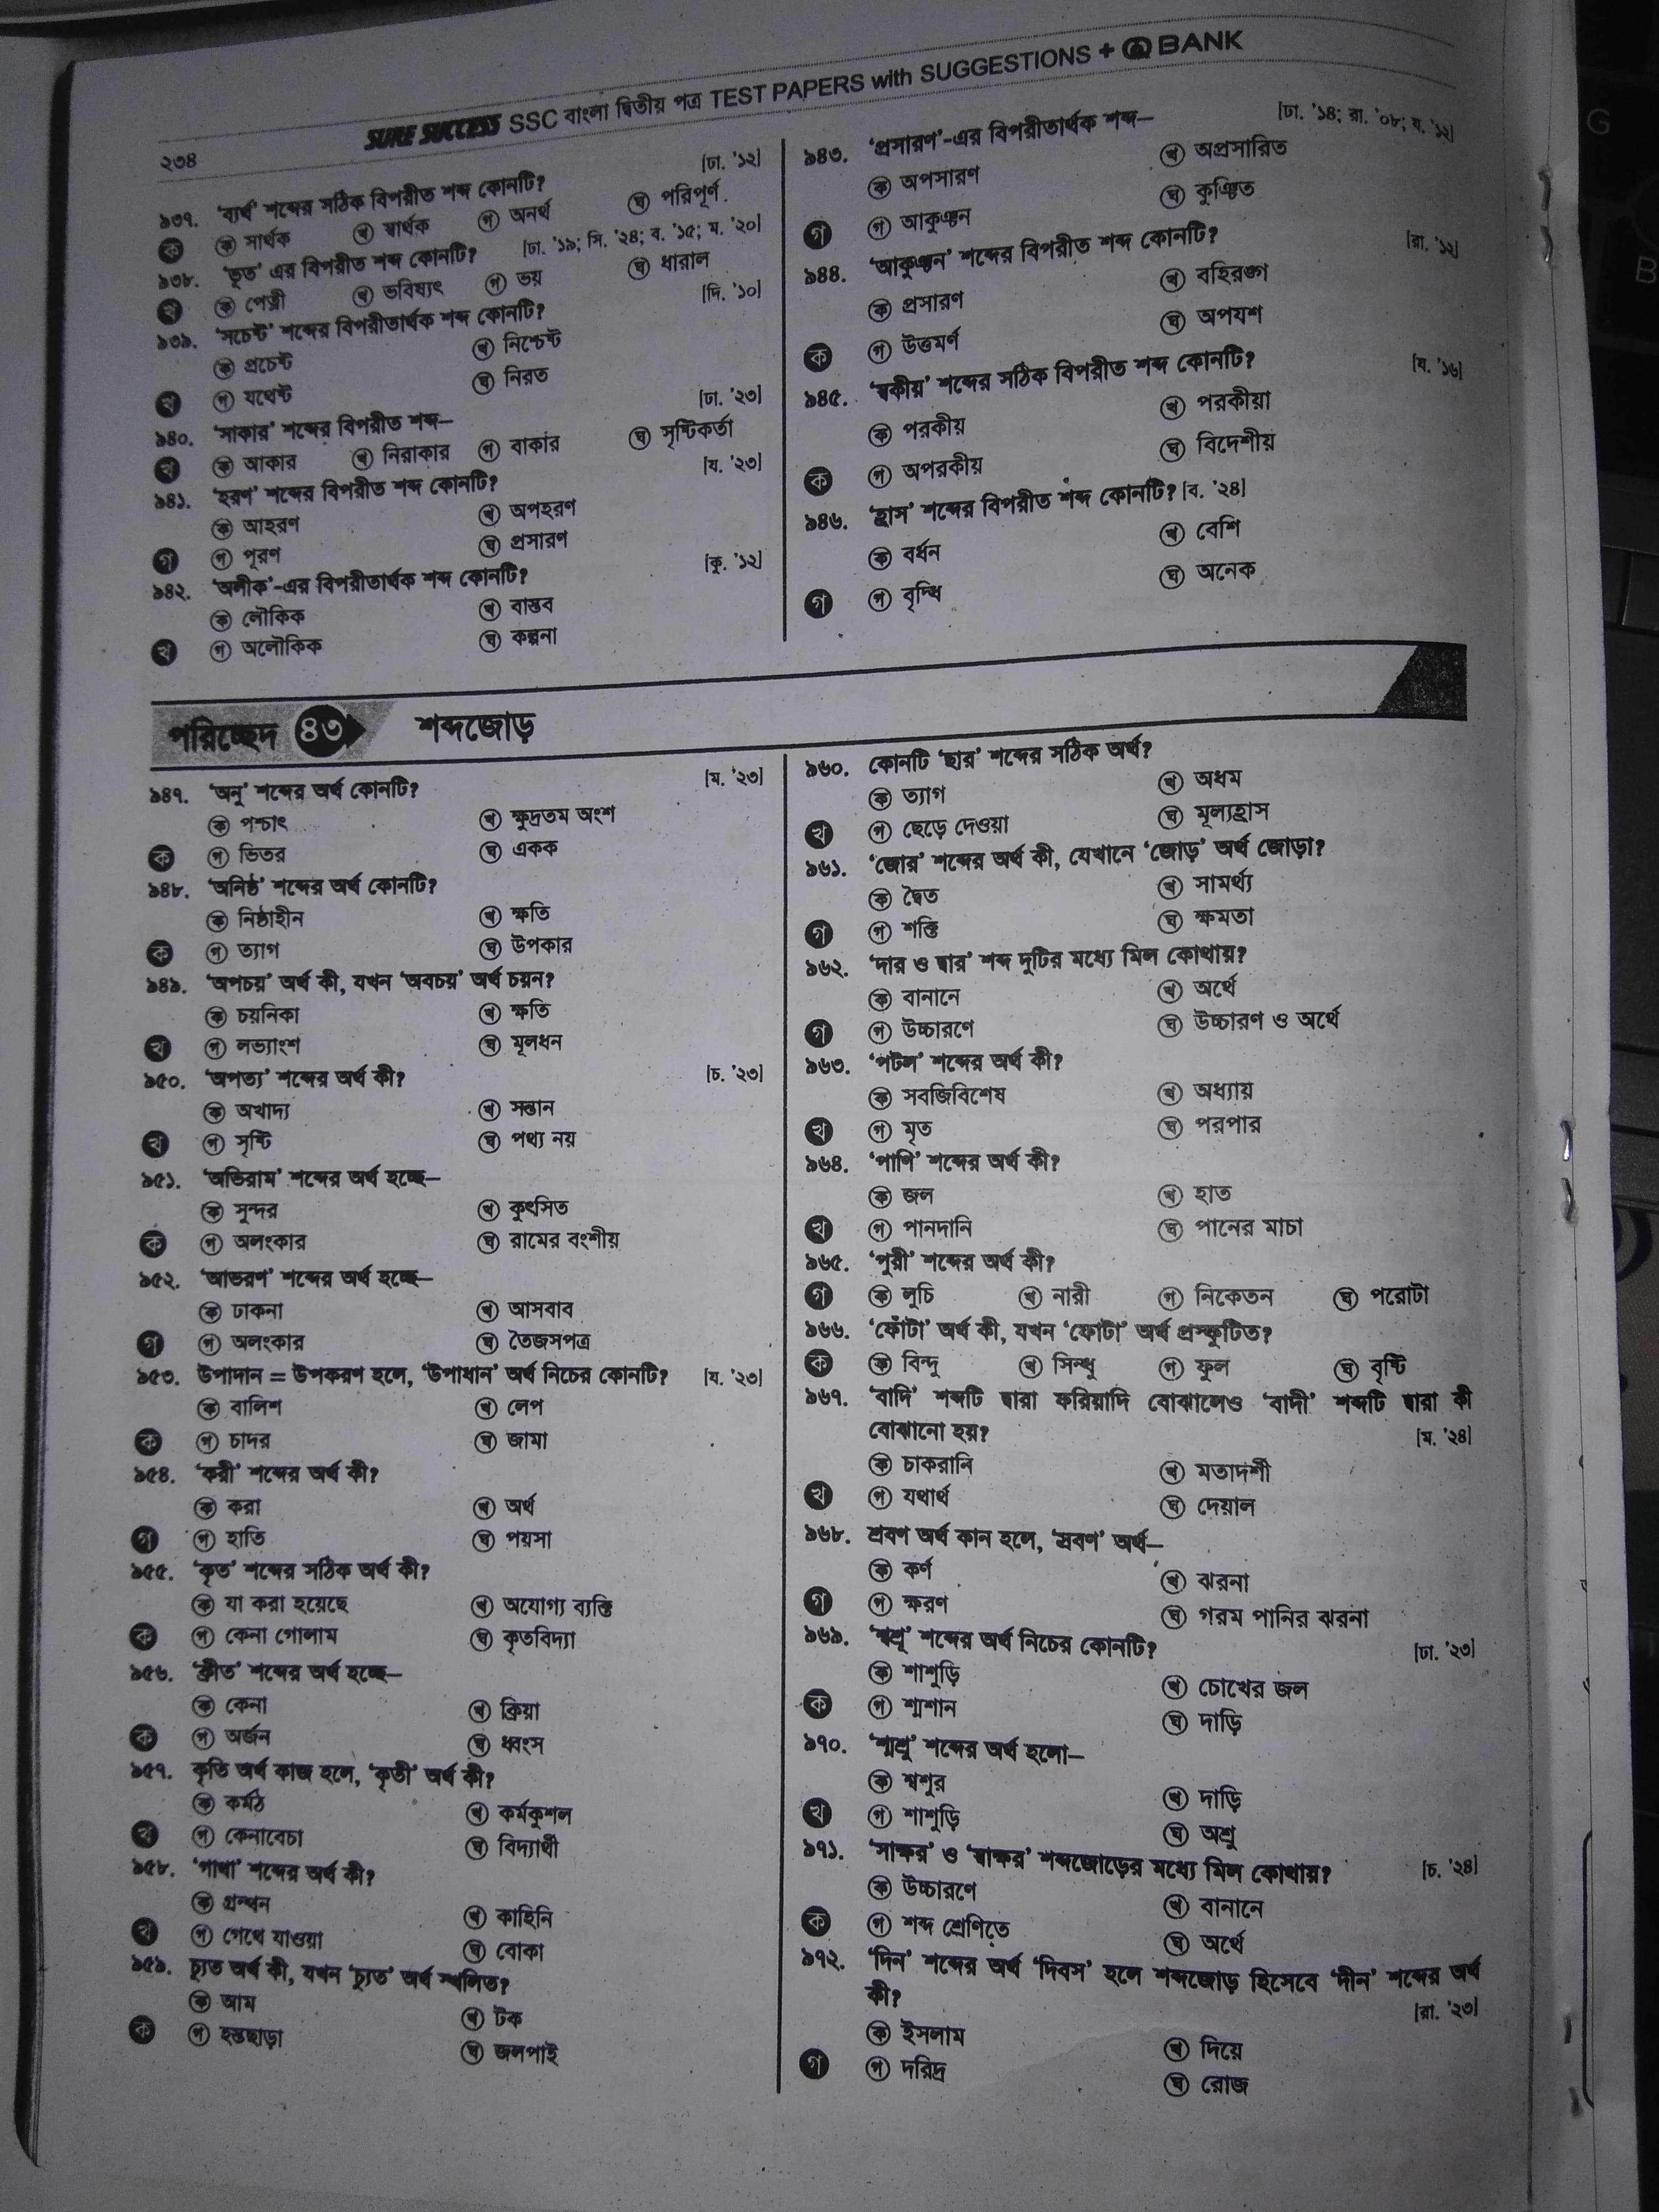 SURE SUCCESS SSC বাংলা দ্বিতীয় পত্র TEST PAPERS with SUGGESTIONS + Q BANK
২৩৪
৯৩৭. ‘ব্যর্থ’ শব্দের সঠিক বিপরীত শব্দ কোনটি? [ঢা. '১২]
ক ক সার্থক খ স্বার্থক গ অনর্থ ঘ পরিপূর্ণ
৯৩৮. ‘ভূত’ এর বিপরীত শব্দ কোনটি? [ঢা. '১৯; সি. '২৪; ব. '১৫; ম. '২০]
খ ক পেত্নী খ ভবিষ্যৎ গ ভয় ঘ ধারাল
৯৩৯. ‘সচেষ্ট’ শব্দের বিপরীতার্থক শব্দ কোনটি? [দি. '১০]
ক প্রচেষ্ট খ নিশ্চেষ্ট
খ গ যথেষ্ট ঘ নিরত
৯৪০. ‘সাকার’ শব্দের বিপরীত শব্দ— [ঢা. '২৩]
খ ক আকার খ নিরাকার গ বাকার ঘ সৃষ্টিকর্তা
৯৪১. ‘হরণ’ শব্দের বিপরীত শব্দ কোনটি? [য. '২৩]
ক আহরণ খ অপহরণ
গ গ পূরণ ঘ প্রসারণ
৯৪২. ‘অলীক’-এর বিপরীতার্থক শব্দ কোনটি? [কু. '১২]
ক লৌকিক খ বাস্তব
খ গ অলৌকিক ঘ কল্পনা
৯৪৩. ‘প্রসারণ’-এর বিপরীতার্থক শব্দ— [ঢা. '১৪; রা. '০৮; য. '১২]
ক অপসারণ খ অপ্রসারিত
গ গ আকুঞ্চন ঘ কুঞ্চিত
৯৪৪. ‘আকুঞ্চন’ শব্দের বিপরীত শব্দ কোনটি? [রা. '১২]
ক প্রসারণ খ বহিরঙ্গ
ক গ উত্তমর্ণ ঘ অপযশ
৯৪৫. ‘স্বকীয়’ শব্দের সঠিক বিপরীত শব্দ কোনটি? [য. '১৬]
ক পরকীয় খ পরকীয়া
ক গ অপরকীয় ঘ বিদেশীয়
৯৪৬. ‘হ্রাস’ শব্দের বিপরীত শব্দ কোনটি? [ব. '২৪]
ক বর্ধন খ বেশি
গ গ বৃদ্ধি ঘ অনেক
পরিচ্ছেদ ৪৩ শব্দজোড়
৯৪৭. ‘অনু’ শব্দের অর্থ কোনটি? [ম. '২৩]
ক পশ্চাৎ খ ক্ষুদ্রতম অংশ
ক গ ভিতর ঘ একক
৯৪৮. ‘অনিষ্ঠ’ শব্দের অর্থ কোনটি?
ক নিষ্ঠাহীন খ ক্ষতি
ক গ ত্যাগ ঘ উপকার
৯৪৯. ‘অপচয়’ অর্থ কী, যখন ‘অবচয়’ অর্থ চয়ন?
ক চয়নিকা খ ক্ষতি
খ গ লভ্যাংশ ঘ মূলধন
৯৫০. ‘অপত্য’ শব্দের অর্থ কী? [চ. '২৩]
ক অখাদ্য খ সন্তান
খ গ সৃষ্টি ঘ পথ্য নয়
৯৫১. ‘অভিরাম’ শব্দের অর্থ হচ্ছে—
ক সুন্দর খ কুৎসিত
ক গ অলংকার ঘ রামের বংশীয়
৯৫২. ‘আভরণ’ শব্দের অর্থ হচ্ছে—
ক ঢাকনা খ আসবাব
গ গ অলংকার ঘ তৈজসপত্র
৯৫৩. উপাদান = উপকরণ হলে, ‘উপাধান’ অর্থ নিচের কোনটি? [য. '২৩]
ক বালিশ খ লেপ
ক গ চাদর ঘ জামা
৯৫৪. ‘করী’ শব্দের অর্থ কী?
ক করা খ অর্থ
গ গ হাতি ঘ পয়সা
৯৫৫. ‘কৃত’ শব্দের সঠিক অর্থ কী?
ক যা করা হয়েছে খ অযোগ্য ব্যক্তি
ক গ কেনা গোলাম ঘ কৃতবিদ্যা
৯৫৬. ‘ক্রীত’ শব্দের অর্থ হচ্ছে—
ক কেনা খ ক্রিয়া
ক গ অর্জন ঘ ধ্বংস
৯৫৭. কৃতি অর্থ কাজ হলে, ‘কৃতী’ অর্থ কী?
ক কর্মঠ খ কর্মকুশল
খ গ কেনাবেচা ঘ বিদ্যার্থী
৯৫৮. ‘গাথা’ শব্দের অর্থ কী?
ক গ্রন্থন খ কাহিনি
খ গ গেথে যাওয়া ঘ বোকা
৯৫৯. চ্যুত অর্থ কী, যখন ‘চ্যুত’ অর্থ স্খলিত?
ক আম খ টক
ক গ হতচ্ছাড়া ঘ জলপাই
৯৬০. কোনটি ‘ছার’ শব্দের সঠিক অর্থ?
ক ত্যাগ খ অধম
খ গ ছেড়ে দেওয়া ঘ মূল্যহ্রাস
৯৬১. ‘জোর’ শব্দের অর্থ কী, যেখানে ‘জোড়’ অর্থ জোড়া?
ক দ্বৈত খ সামর্থ্য
গ গ শক্তি ঘ ক্ষমতা
৯৬২. ‘দার ও দ্বার’ শব্দ দুটির মধ্যে মিল কোথায়?
ক বানানে খ অর্থে
গ গ উচ্চারণে ঘ উচ্চারণ ও অর্থে
৯৬৩. ‘পটল’ শব্দের অর্থ কী?
ক সবজিবিশেষ খ অধ্যায়
খ গ মৃত ঘ পরপার
৯৬৪. ‘পাণি’ শব্দের অর্থ কী?
ক জল খ হাত
খ গ পানদানি ঘ পানের মাচা
৯৬৫. ‘পুরী’ শব্দের অর্থ কী?
গ ক লুচি খ নারী গ নিকেতন ঘ পরোটা
৯৬৬. ‘ফোঁটা’ অর্থ কী, যখন ‘ফোটা’ অর্থ প্রস্ফুটিত?
ক ক বিন্দু খ সিন্ধু গ ফুল ঘ বৃষ্টি
৯৬৭. ‘বাদি’ শব্দটি দ্বারা ফরিয়াদি বোঝালেও ‘বাদী’ শব্দটি দ্বারা কী
বোঝানো হয়? [ম. '২৪]
ক চাকরানি খ মতাদর্শী
খ গ যথার্থ ঘ দেয়াল
৯৬৮. শ্রবণ অর্থ কান হলে, ‘স্রবণ’ অর্থ—
ক কর্ণ খ ঝরনা
গ গ ক্ষরণ ঘ গরম পানির ঝরনা
৯৬৯. ‘শ্বশ্রূ’ শব্দের অর্থ নিচের কোনটি? [ঢা. '২৩]
ক শাশুড়ি খ চোখের জল
ক গ শ্মশান ঘ দাড়ি
৯৭০. ‘শ্মশ্রু’ শব্দের অর্থ হলো—
ক শ্বশুর খ দাড়ি
খ গ শাশুড়ি ঘ অশ্রু
৯৭১. ‘সাক্ষর’ ও ‘স্বাক্ষর’ শব্দজোড়ের মধ্যে মিল কোথায়? [চ. '২৪]
ক উচ্চারণে খ বানানে
ক গ শব্দ শ্রেণিতে ঘ অর্থে
৯৭২. ‘দিন’ শব্দের অর্থ ‘দিবস’ হলে শব্দজোড় হিসেবে ‘দীন’ শব্দের অর্থ
কী? [রা. '২৩]
ক ইসলাম খ দিয়ে
গ গ দরিদ্র ঘ রোজ
G
B